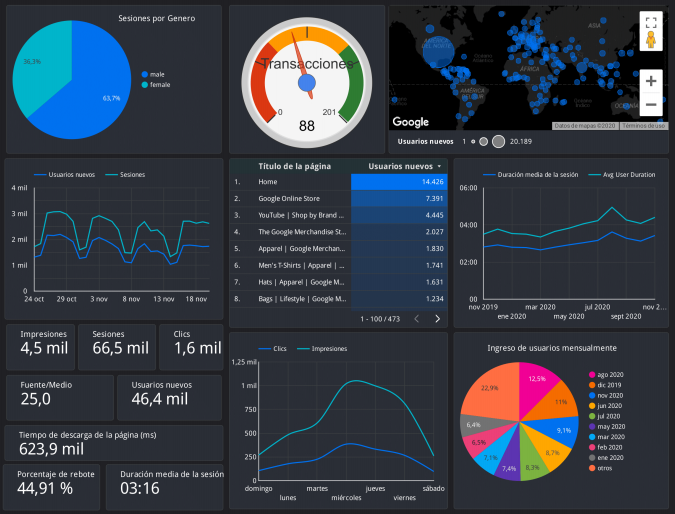 Sesiones por Genero
36,3%
63,7%
male
female
Transacciones
0
201
88
ASIA
ÁFRICA
AMÉRICA DEL
OCEANÍA
Google
Datos de mapas ©2020
Términos de uso
Usuarios nuevos 1 20.189
Usuarios nuevos Sesiones
4 mil
3 mil
2 mil
1 mil
0
24 oct 29 oct 3 nov 8 nov 13 nov 18 nov
Título de la página Usuarios nuevos
1. Home 14.426
2. Google Online Store 7.391
3. YouTube | Shop by Brand ... 4.445
4. The Google Merchandise St... 2.027
5. Apparel | Google Merchan... 1.830
6. Men's T-Shirts | Apparel | ... 1.741
7. Hats | Apparel | Google M... 1.631
8. Bags | Lifestyle | Google M... 1.234
1 - 100 / 473
Duración media de la sesión Avg User Duration
06:00
04:00
02:00
00
nov 2019 mar 2020 jul 2020 nov 2...
ene 2020 may 2020 sept 2020
Impresiones
4,5 mil
Sesiones
66,5 mil
Clics
1,6 mil
Fuente/Medio
25,0
Usuarios nuevos
46,4 mil
Tiempo de descarga de la página (ms)
623,9 mil
Porcentaje de rebote
44,91 %
Duración media de la sesión
03:16
Clics Impresiones
1,25 mil
1 mil
750
500
250
0
domingo martes jueves sábado
lunes miércoles viernes
Ingreso de usuarios mensualmente
12,5%
11%
9,1%
8,7%
8,3%
7,4%
7,1%
6,5%
6,4%
22,9%
ago 2020
dic 2019
nov 2020
jun 2020
jul 2020
may 2020
mar 2020
feb 2020
ene 2020
otros